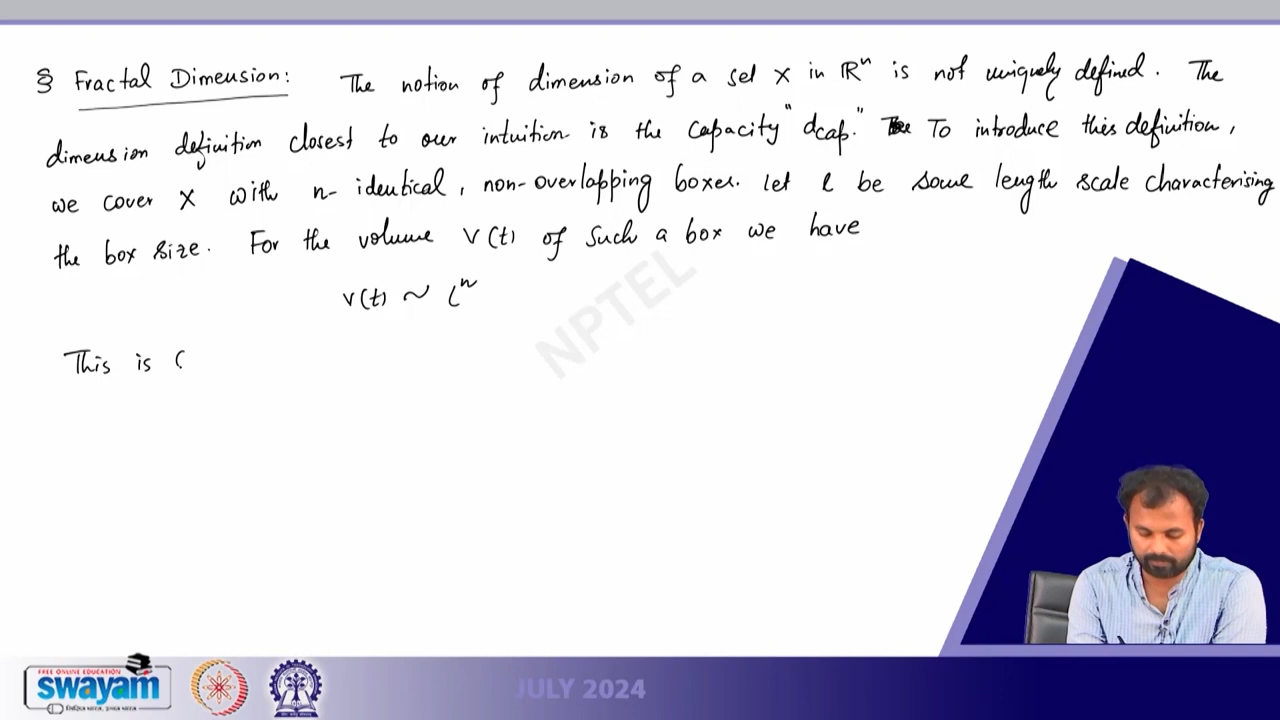 § Fractal Dimension: The notion of dimension of a set X in ℝⁿ is not uniquely defined. The
dimension definition closest to our intuition is the capacity "dcap." To introduce this definition,
we cover X with n- identical, non-overlapping boxes. Let l be some length scale characterising
the box size. For the volume V(t) of such a box we have
V(t) ~ lⁿ
This is (
NPTEL
FREE ONLINE EDUCATION
swayam
JULY 2024